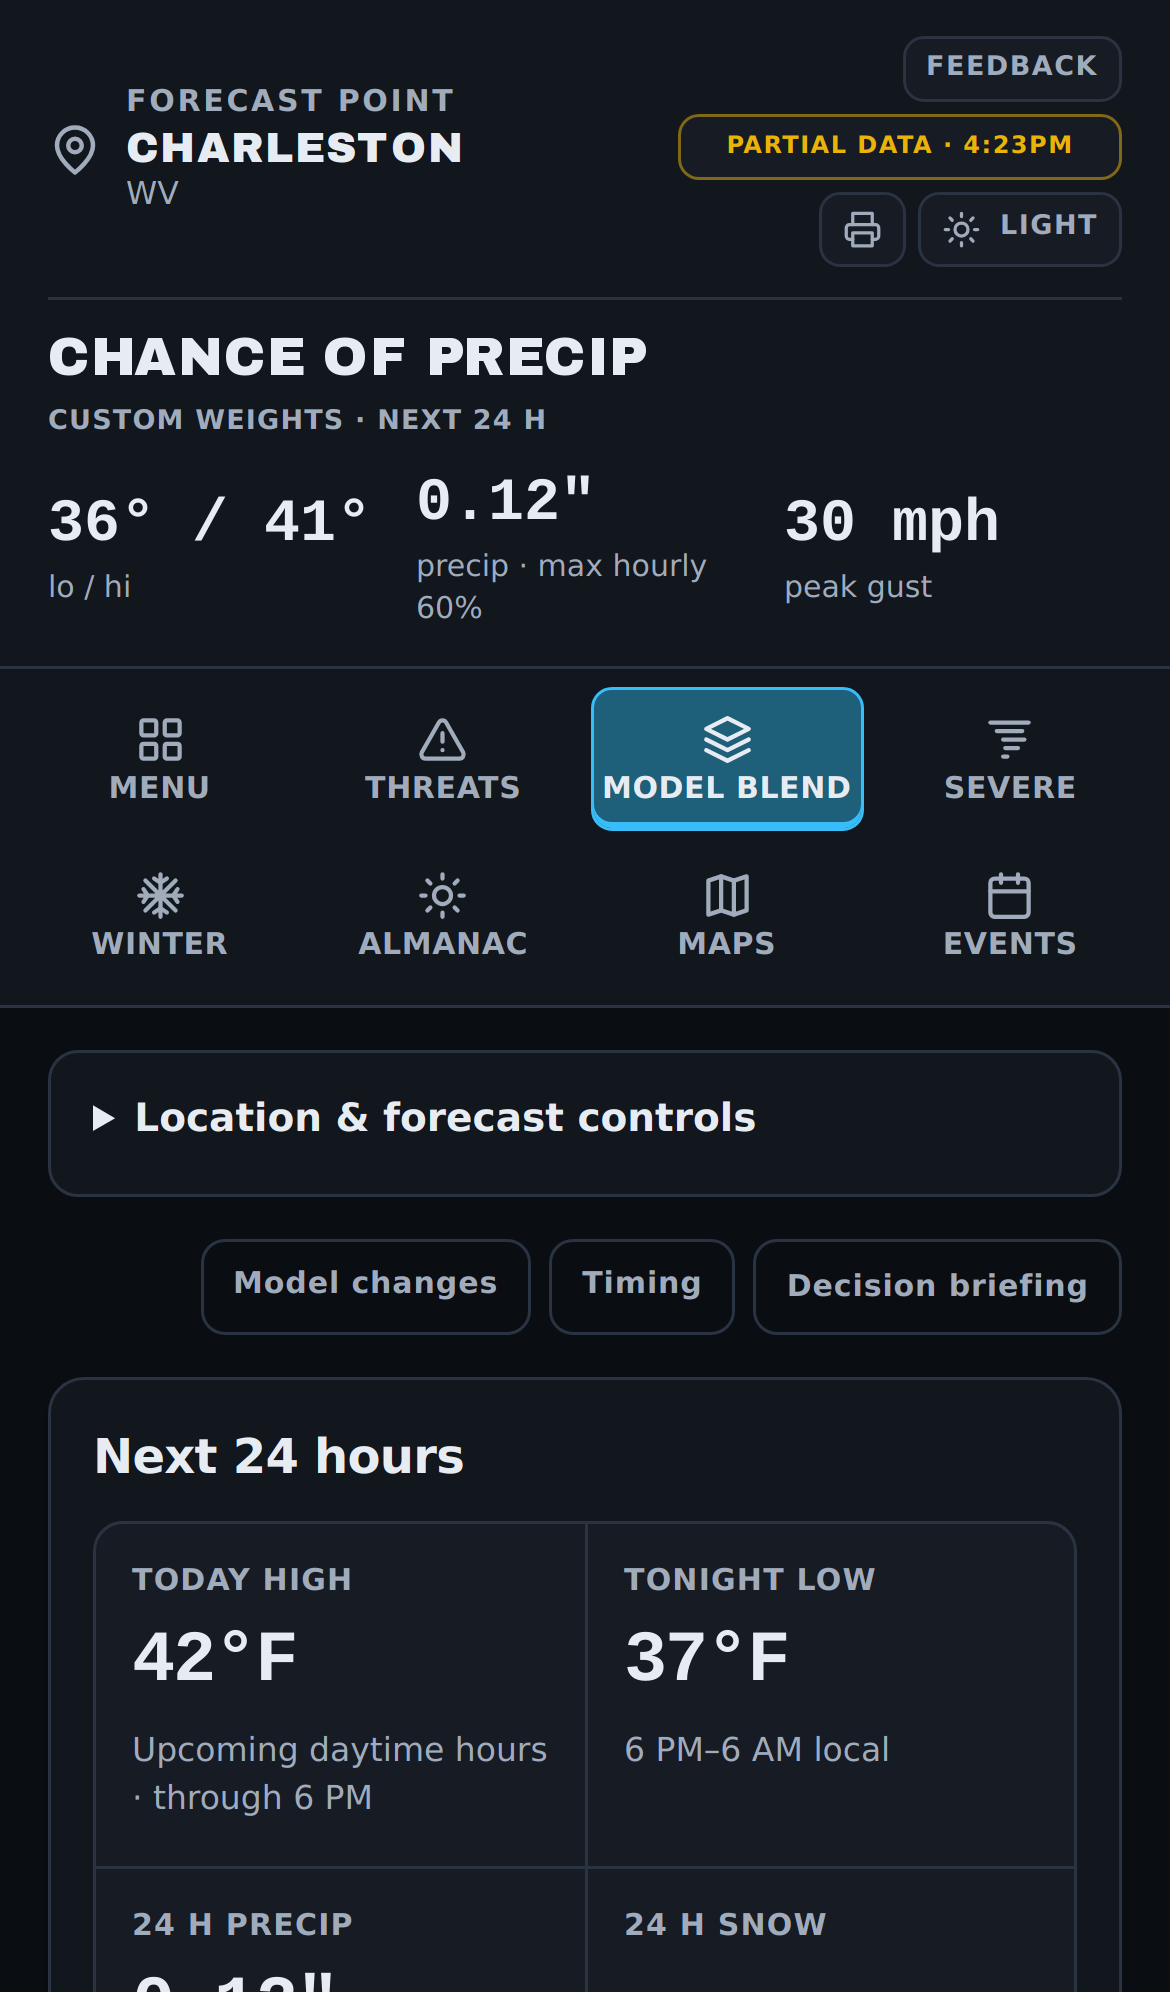 FORECAST POINT
CHARLESTON
WV
FEEDBACK
PARTIAL DATA · 4:23PM
LIGHT
CHANCE OF PRECIP
CUSTOM WEIGHTS · NEXT 24 H
36° / 41°
lo / hi
0.12"
precip · max hourly
60%
30 mph
peak gust
MENU
THREATS
MODEL BLEND
SEVERE
WINTER
ALMANAC
MAPS
EVENTS
Location & forecast controls
Model changes
Timing
Decision briefing
Next 24 hours
TODAY HIGH
42°F
Upcoming daytime hours
· through 6 PM
TONIGHT LOW
37°F
6 PM–6 AM local
24 H PRECIP
24 H SNOW